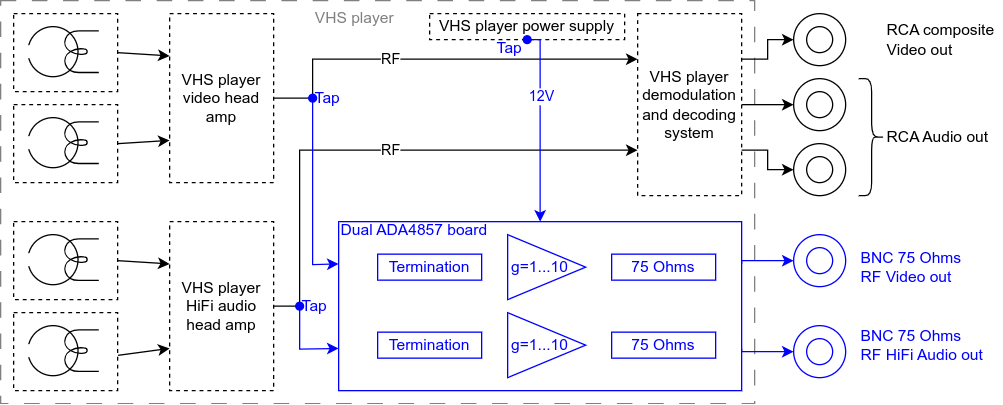 VHS player
VHS player power supply
Tap
RCA composite
Video out
VHS player
video head
amp
RF
Tap
12V
VHS player
demodulation
and decoding
system
RCA Audio out
RF
Dual ADA4857 board
Termination
g=1...10
75 Ohms
BNC 75 Ohms
RF Video out
VHS player
HiFi audio
head amp
Tap
Termination
g=1...10
75 Ohms
BNC 75 Ohms
RF HiFi Audio out